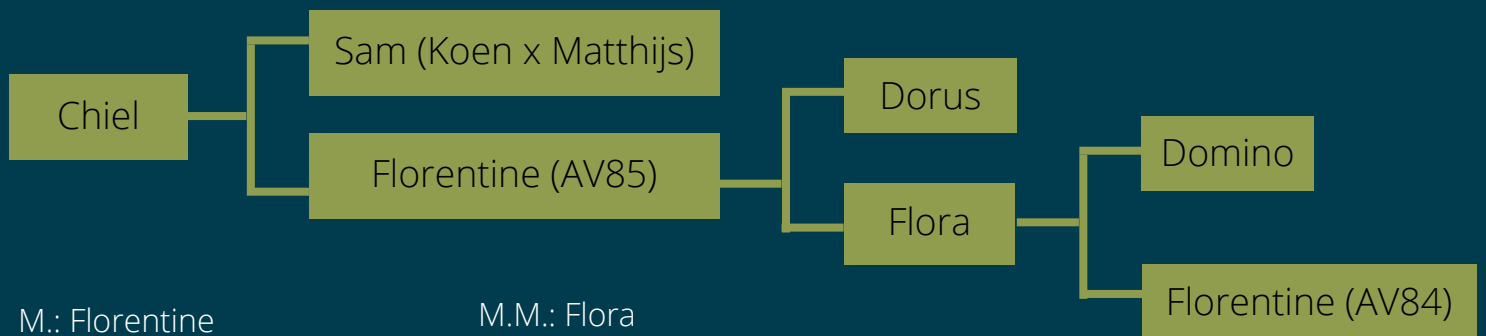 Sam (Koen x Matthijs)
Chiel
Florentine (AV85)
Dorus
Flora
Domino
Florentine (AV84)
M.: Florentine
M.M.: Flora